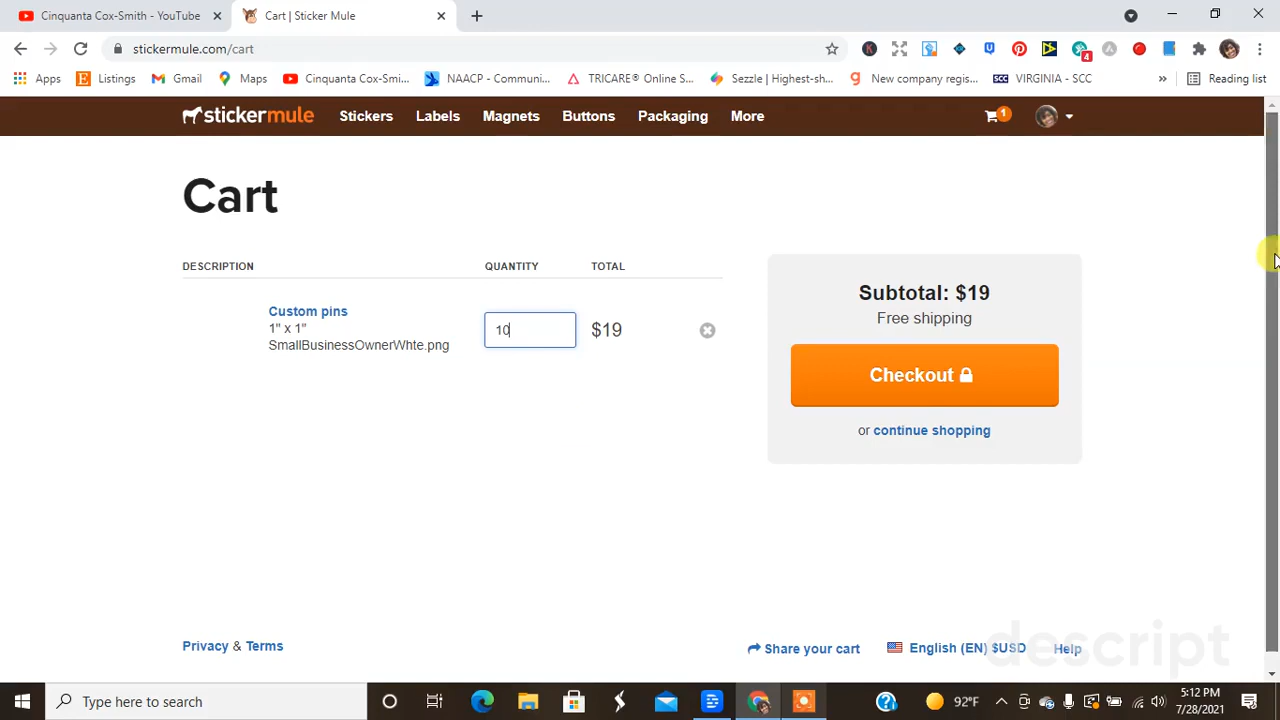 Cinquanta Cox-Smith - YouTube
Cart | Sticker Mule
stickermule.com/cart
Apps
Listings
Gmail
Maps
Cinquanta Cox-Smi...
NAACP - Communi...
TRICARE® Online S...
Sezzle | Highest-sh...
New company regis...
SCC VIRGINIA - SCC
»
Reading list
4
stickermule
Stickers
Labels
Magnets
Buttons
Packaging
More
1
Cart
DESCRIPTION
QUANTITY
TOTAL
Custom pins
1" x 1"
SmallBusinessOwnerWhte.png
10
$19
Subtotal: $19
Free shipping
Checkout
or continue shopping
Privacy & Terms
Share your cart
English (EN) $USD
Help
descript
Type here to search
92°F
5:12 PM
7/28/2021